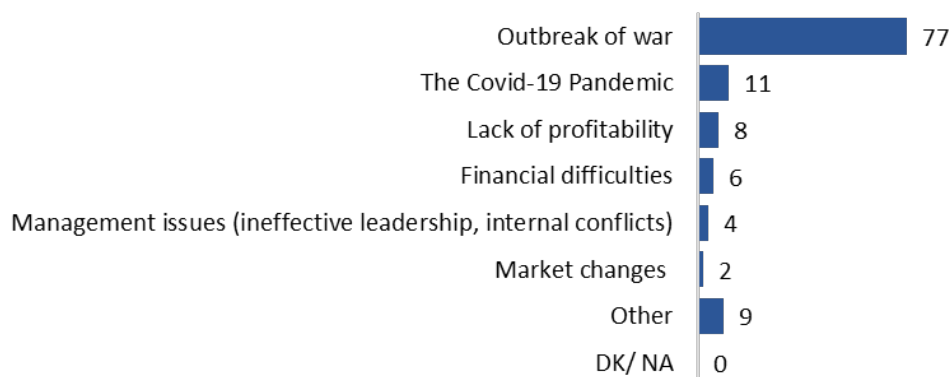 Outbreak of war 77
The Covid-19 Pandemic 11
Lack of profitability 8
Financial difficulties 6
Management issues (ineffective leadership, internal conflicts) 4
Market changes 2
Other 9
DK/ NA 0